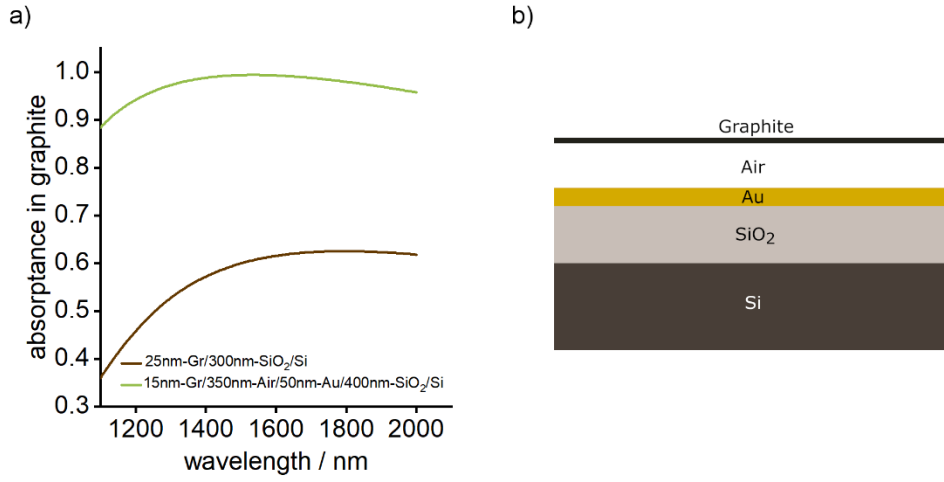 a)
b)
absorptance in graphite
1.0
0.9
0.8
0.7
0.6
0.5
0.4
0.3
25nm-Gr/300nm-SiO₂/Si
15nm-Gr/350nm-Air/50nm-Au/400nm-SiO₂/Si
1200 1400 1600 1800 2000
wavelength / nm
Graphite
Air
Au
SiO₂
Si